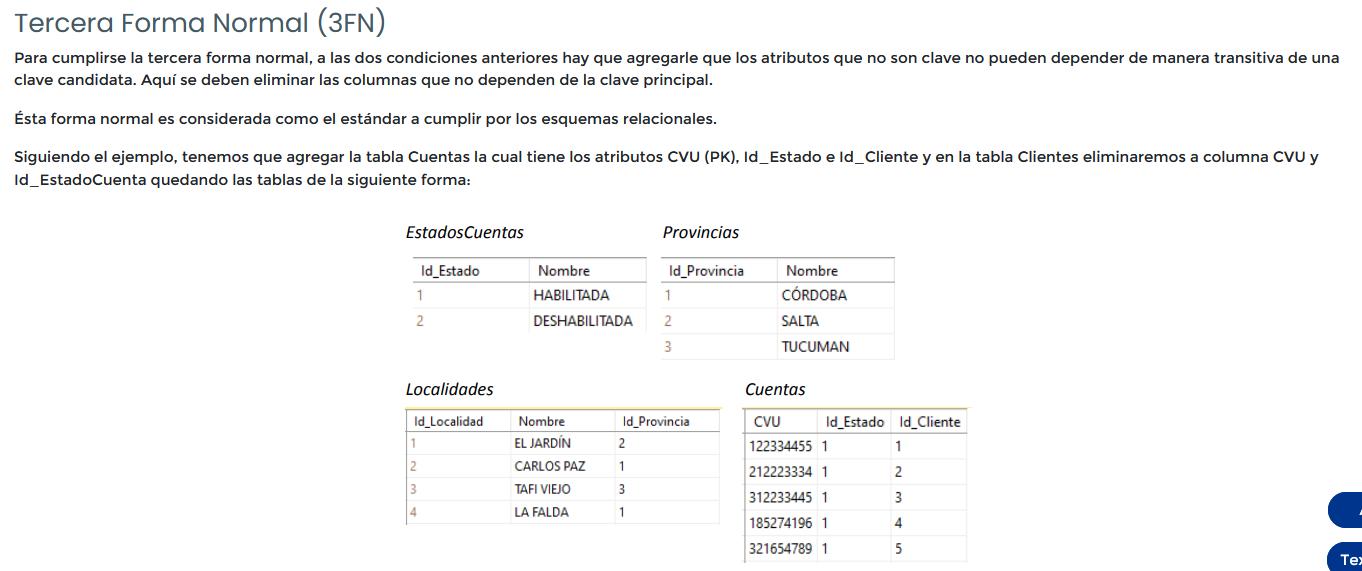 Tercera Forma Normal (3FN)
Para cumplirse la tercera forma normal, a las dos condiciones anteriores hay que agregarle que los atributos que no son clave no pueden depender de manera transitiva de una
clave candidata. Aquí se deben eliminar las columnas que no dependen de la clave principal.
Ésta forma normal es considerada como el estándar a cumplir por los esquemas relacionales.
Siguiendo el ejemplo, tenemos que agregar la tabla Cuentas la cual tiene los atributos CVU (PK), Id_Estado e Id_Cliente y en la tabla Clientes eliminaremos a columna CVU y
Id_EstadoCuenta quedando las tablas de la siguiente forma:
EstadosCuentas
Id_Estado Nombre
1 HABILITADA
2 DESHABILITADA
Provincias
Id_Provincia Nombre
1 CÓRDOBA
2 SALTA
3 TUCUMAN
Localidades
Id_Localidad Nombre Id_Provincia
1 EL JARDÍN 2
2 CARLOS PAZ 1
3 TAFI VIEJO 3
4 LA FALDA 1
Cuentas
CVU Id_Estado Id_Cliente
122334455 1 1
212223334 1 2
312233445 1 3
185274196 1 4
321654789 1 5